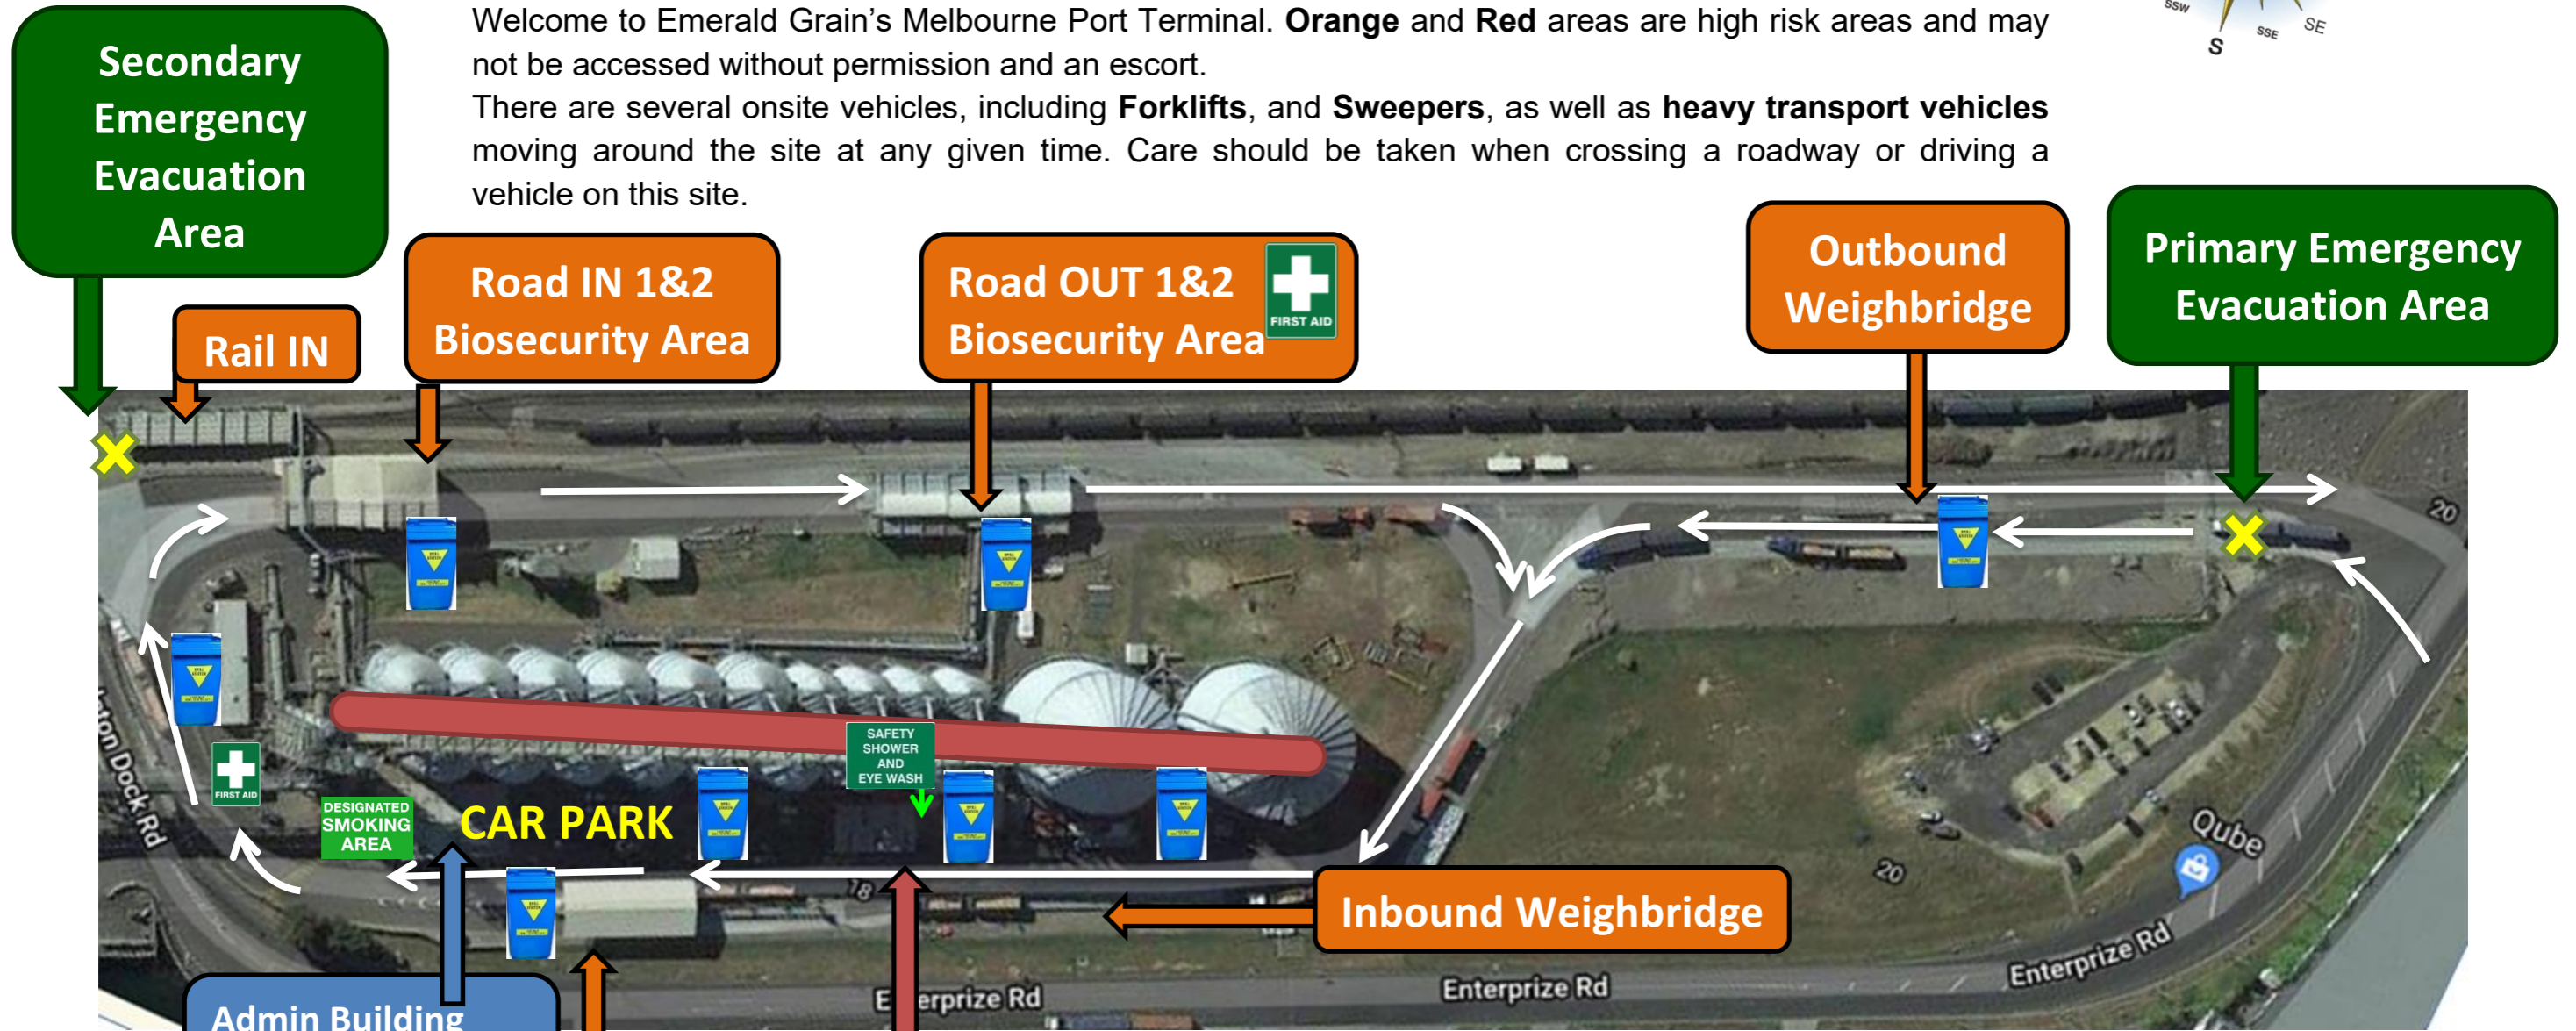 Welcome to Emerald Grain's Melbourne Port Terminal. Orange and Red areas are high risk areas and may
not be accessed without permission and an escort.
There are several onsite vehicles, including Forklifts, and Sweepers, as well as heavy transport vehicles
moving around the site at any given time. Care should be taken when crossing a roadway or driving a
vehicle on this site.
SSW
S
SSE
SE
Secondary
Emergency
Evacuation
Area
Rail IN
Road IN 1&2
Biosecurity Area
Road OUT 1&2
Biosecurity Area
FIRST AID
Outbound
Weighbridge
Primary Emergency
Evacuation Area
20
SAFETY
SHOWER
AND
EYE WASH
FIRST AID
DESIGNATED
SMOKING
AREA
CAR PARK
Dock Rd
Qube
18
20
Inbound Weighbridge
Enterprize Rd
Enterprize Rd
Admin Building
erprize Rd